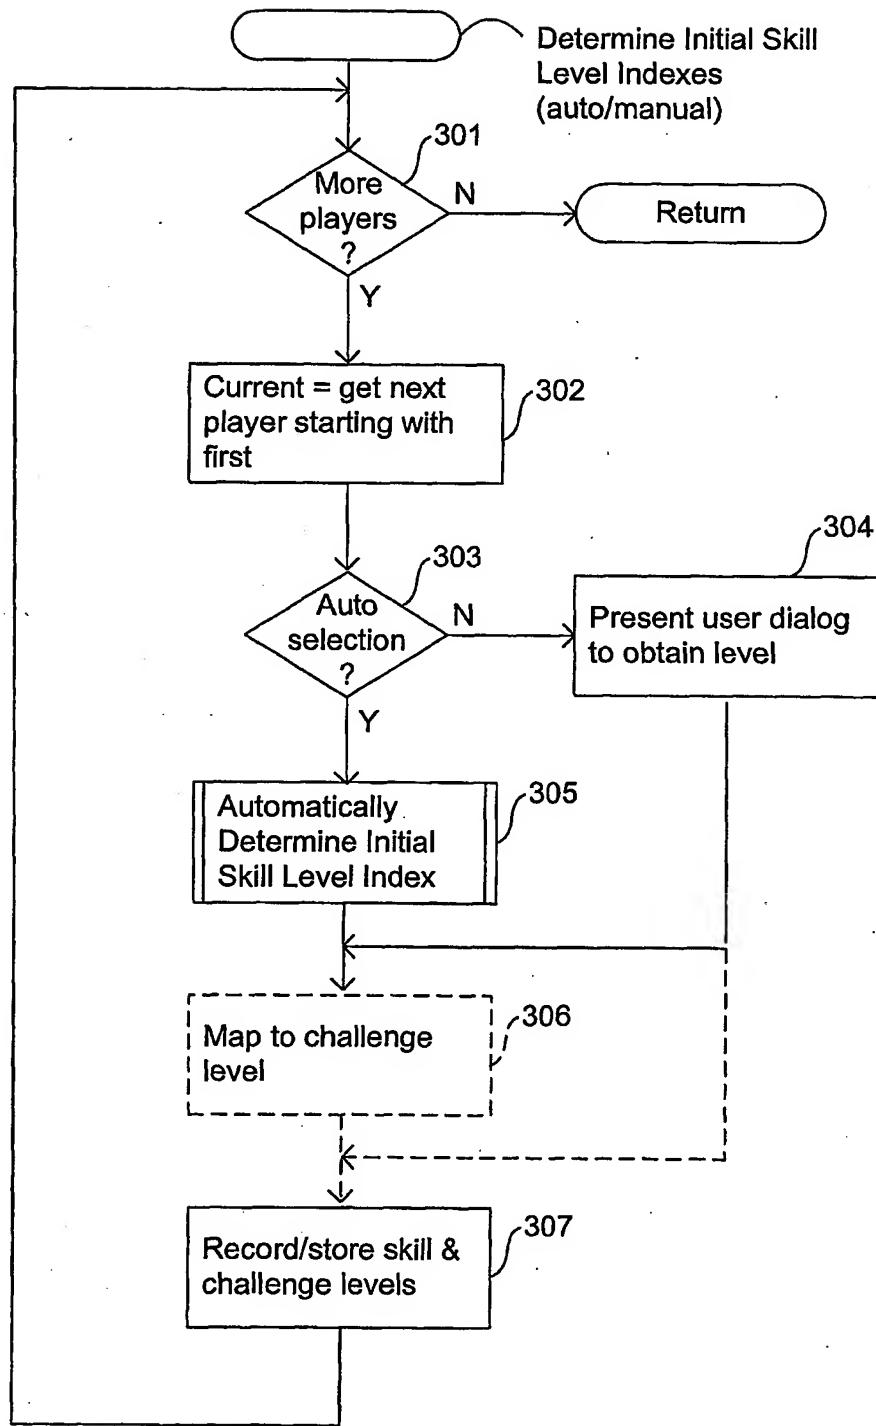 Determine Initial Skill
Level Indexes
(auto/manual)
301
More
players
?
N
Return
Y
Current = get next
player starting with
first
302
303
Auto
selection
?
N
304
Present user dialog
to obtain level
Y
Automatically
Determine Initial
Skill Level Index
305
Map to challenge
level
306
Record/store skill &
challenge levels
307